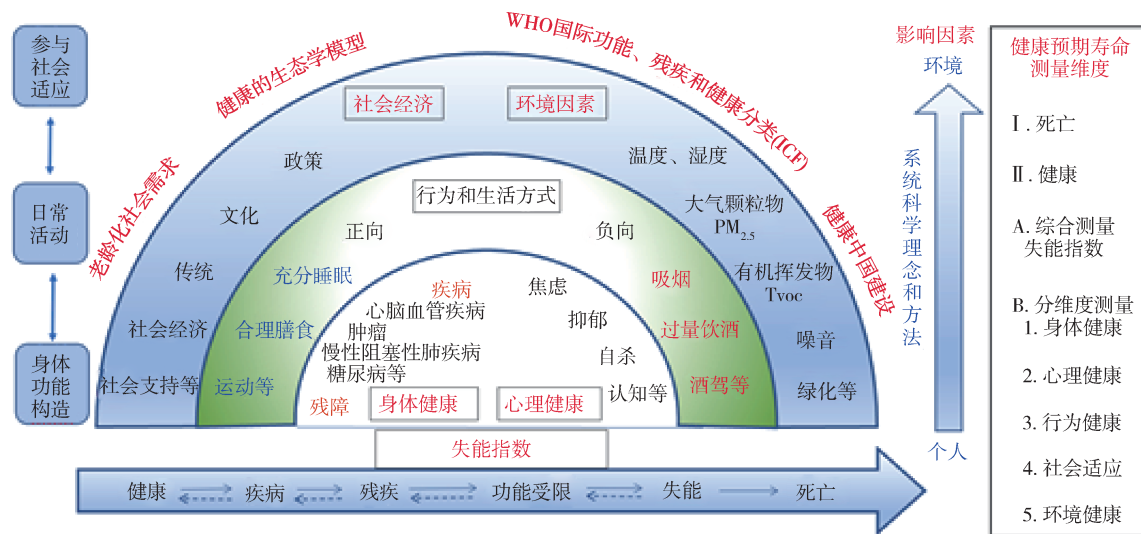 参与
社会
适应
日常
活动
身体
功能
构造
老龄化社会需求
健康的生态学模型
WHO国际功能、残疾和健康分类(ICF)
健康中国建设
社会经济
环境因素
政策
文化
传统
社会经济
社会支持等
温度、湿度
大气颗粒物
PM2.5
有机挥发物
Tvoc
噪音
绿化等
行为和生活方式
正向
充分睡眠
合理膳食
运动等
负向
吸烟
过量饮酒
酒驾等
疾病
心脑血管疾病
肿瘤
慢性阻塞性肺疾病
糖尿病等
残障
身体健康
焦虑
抑郁
自杀
认知等
心理健康
失能指数
健康
疾病
残疾
功能受限
失能
死亡
影响因素
环境
系统科学理念和方法
个人
健康预期寿命
测量维度
Ⅰ. 死亡
Ⅱ. 健康
A. 综合测量
失能指数
B. 分维度测量
1. 身体健康
2. 心理健康
3. 行为健康
4. 社会适应
5. 环境健康